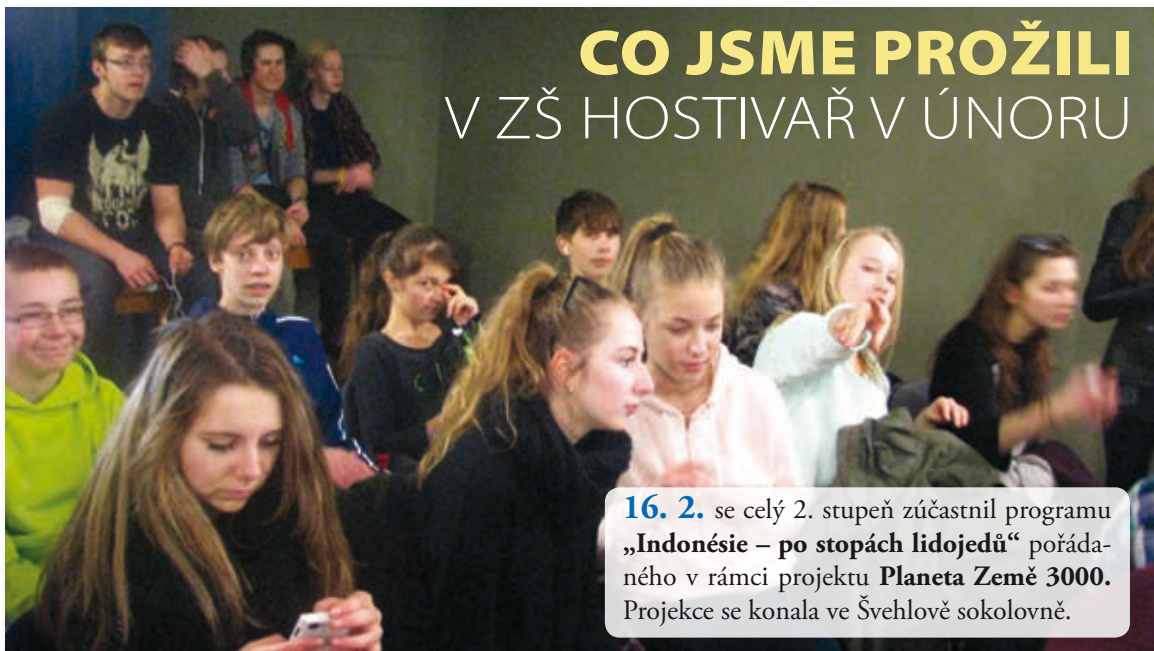 CO JSME PROŽILI
V ZŠ HOSTIVAŘ V ÚNORU
16. 2. se celý 2. stupeň zúčastnil programu
„Indonésie – po stopách lidojedů“ pořáda-
ného v rámci projektu Planeta Země 3000.
Projekce se konala ve Švehlově sokolovně.